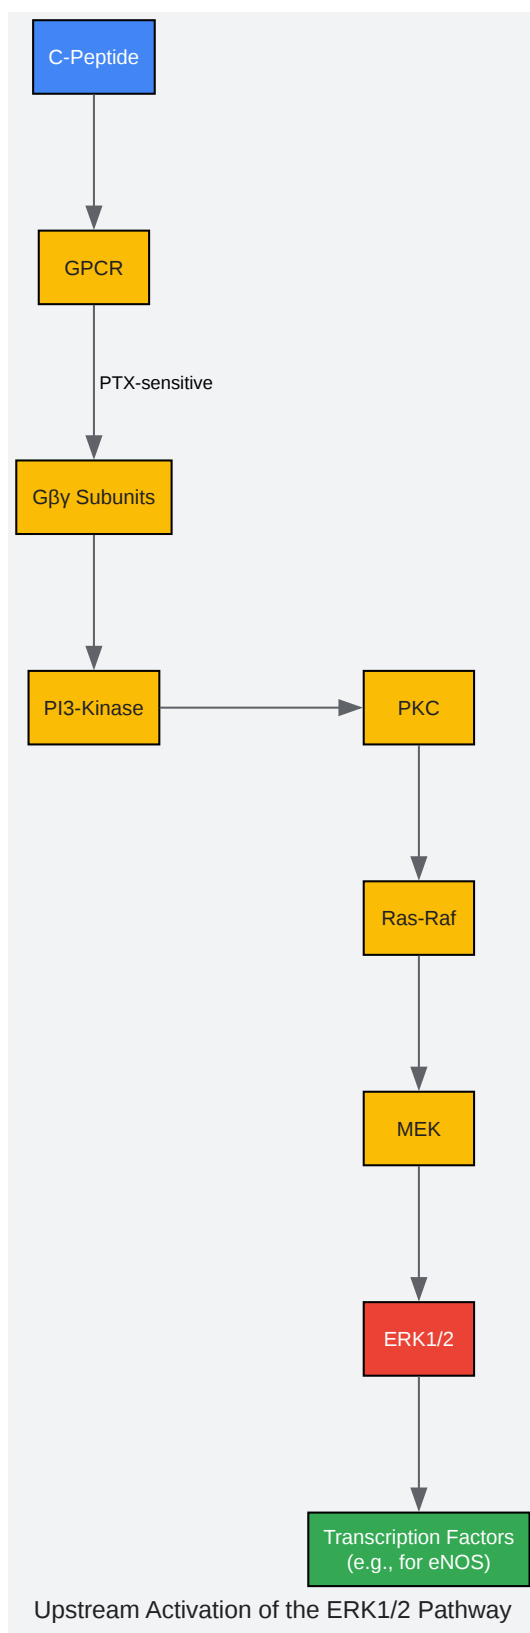 C-Peptide
GPCR
PTX-sensitive
Gβγ Subunits
PI3-Kinase
PKC
Ras-Raf
MEK
ERK1/2
Transcription Factors
(e.g., for eNOS)
Upstream Activation of the ERK1/2 Pathway